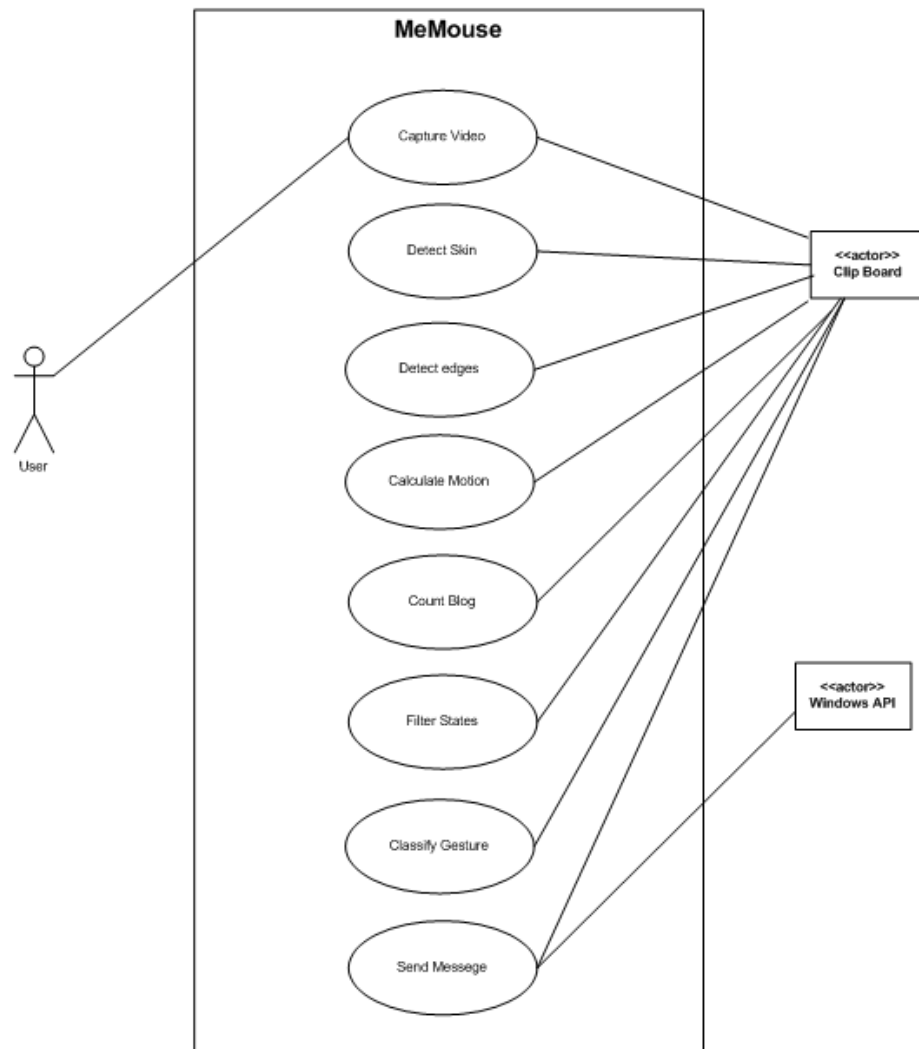 MeMouse
Capture Video
Detect Skin
<<actor>>
Clip Board
Detect edges
User
Calculate Motion
Count Blog
<<actor>>
Windows API
Filter States
Classify Gesture
Send Messege